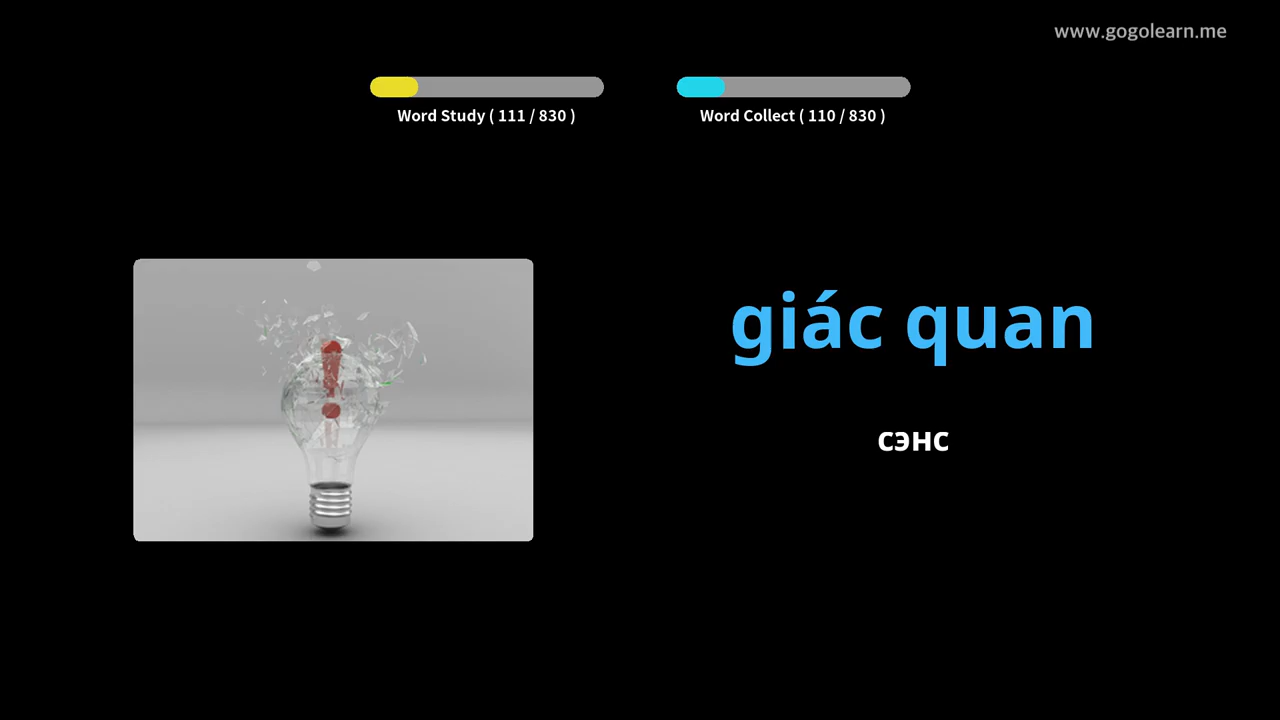 www.gogolearn.me
Word Study ( 111 / 830 )
Word Collect ( 110 / 830 )
giác quan
сэнс